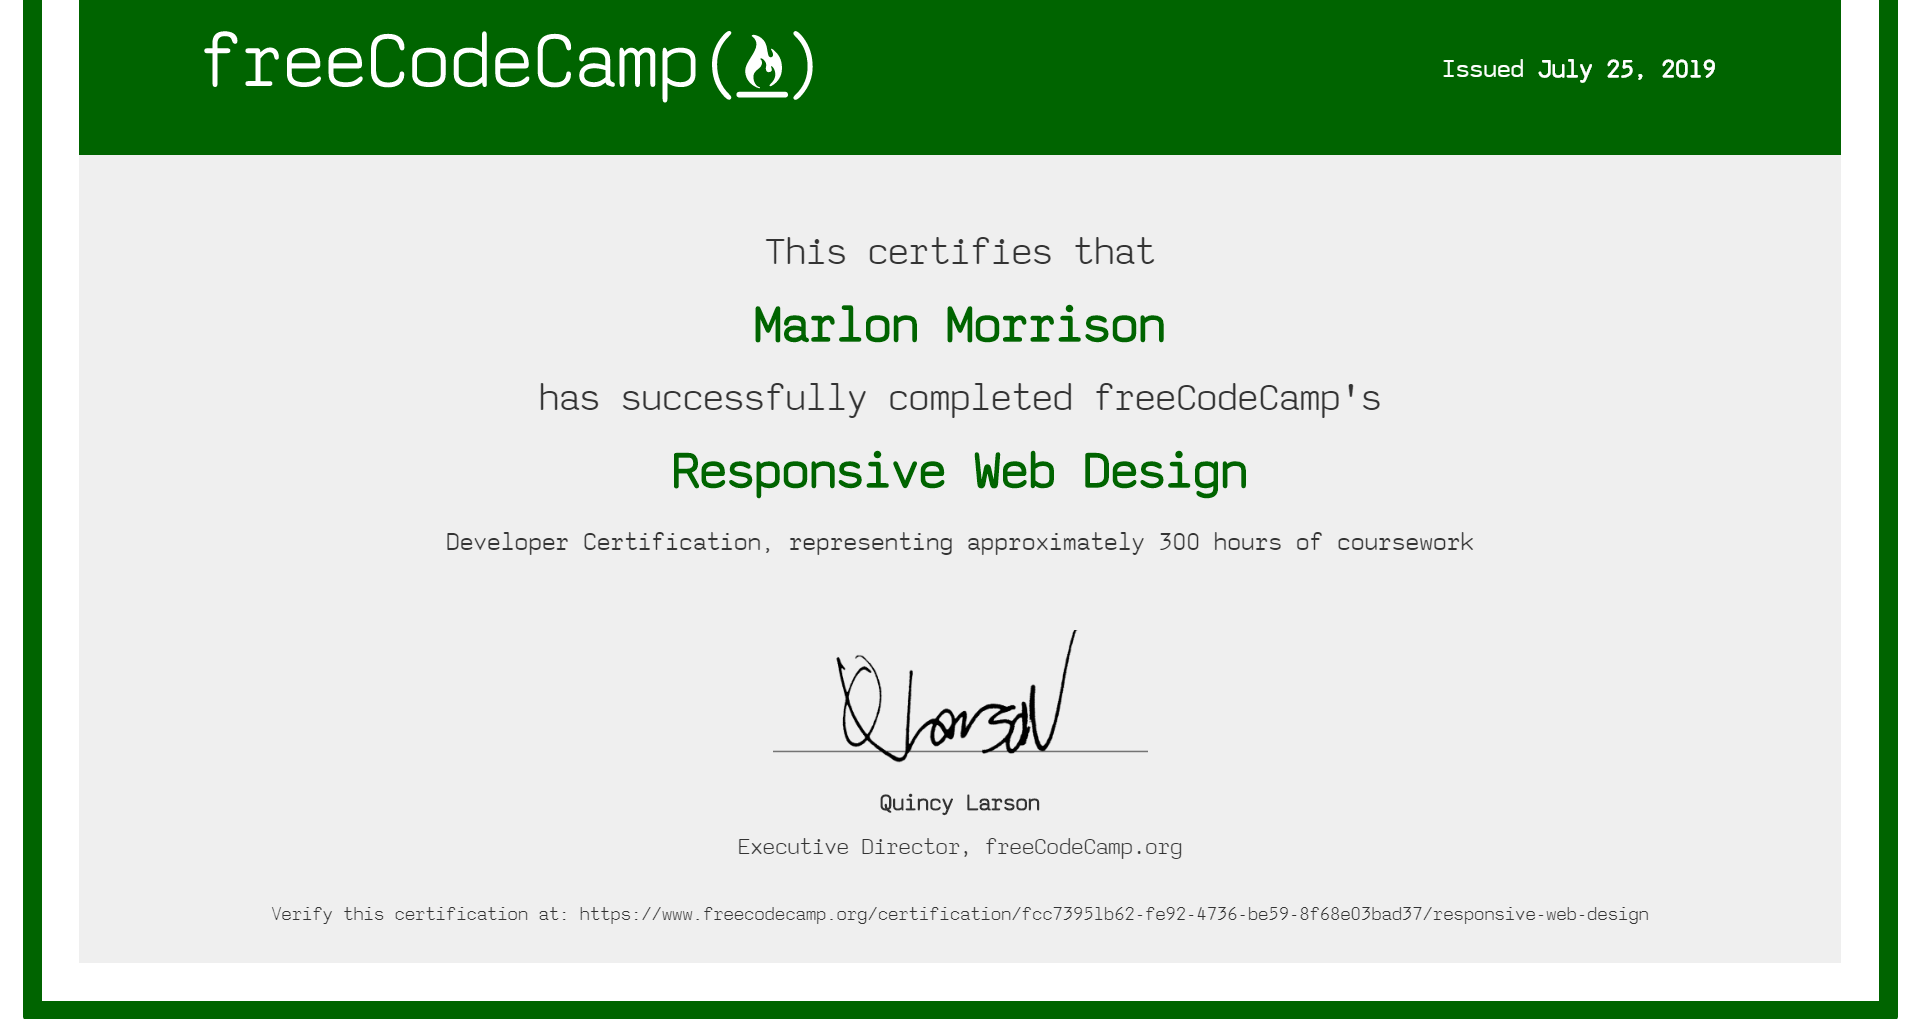 freeCodeCamp(🔥)
Issued July 25, 2019
This certifies that
Marlon Morrison
has successfully completed freeCodeCamp's
Responsive Web Design
Developer Certification, representing approximately 300 hours of coursework
Q Larson
Quincy Larson
Executive Director, freeCodeCamp.org
Verify this certification at: https://www.freecodecamp.org/certification/fcc73951b62-fe92-4736-be59-8f68e03bad37/responsive-web-design